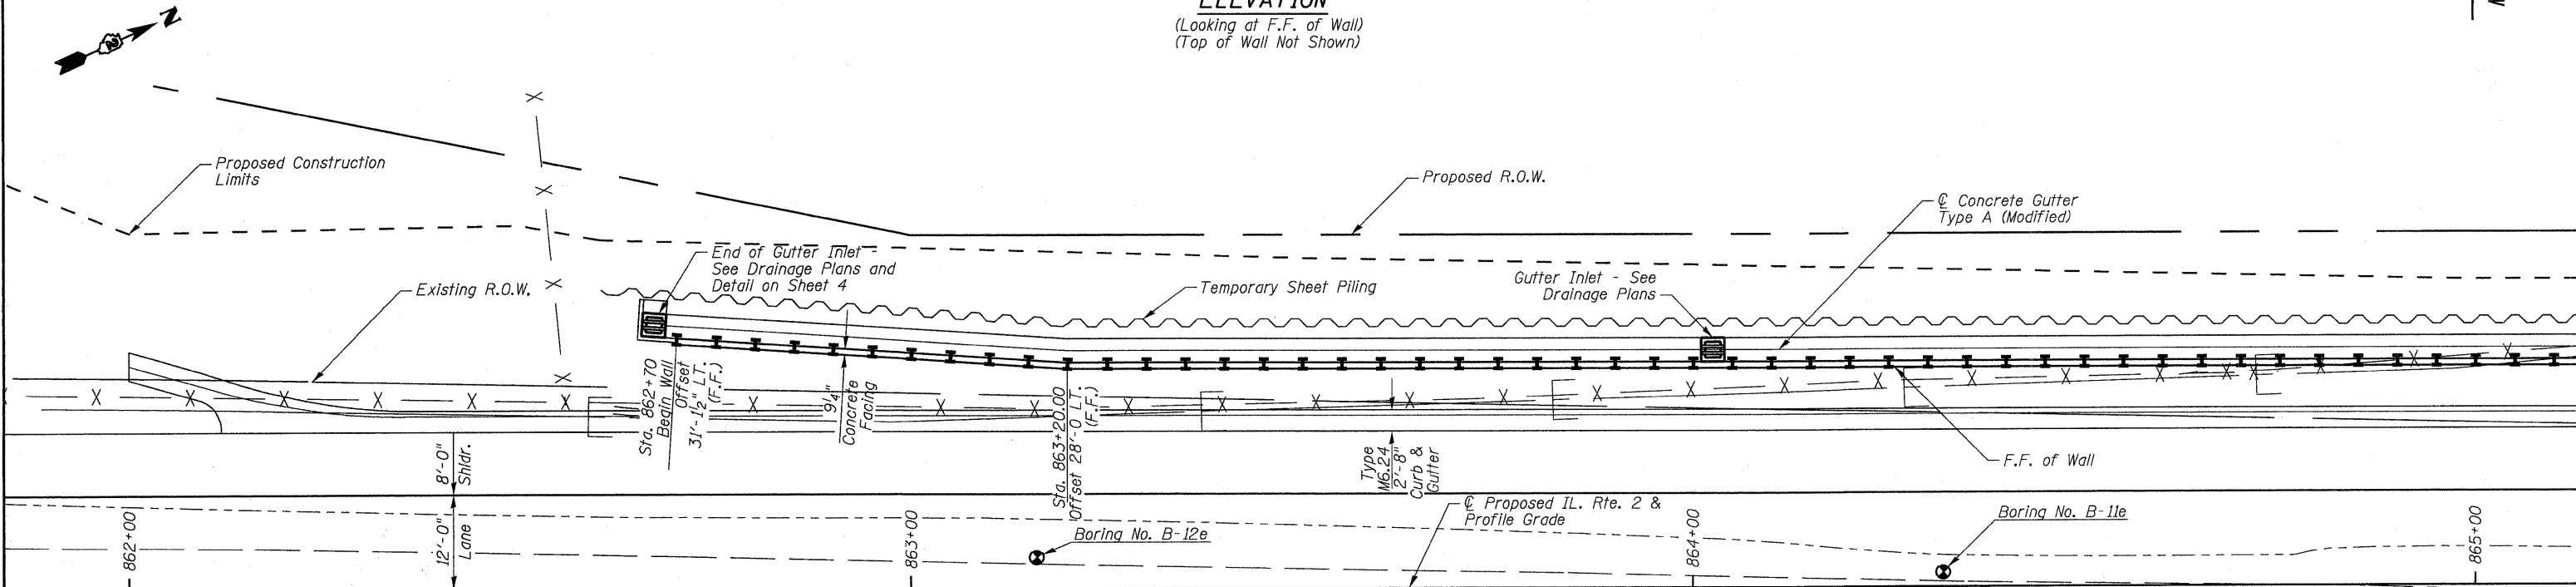 ELEVATION
(Looking at F.F. of Wall)
(Top of Wall Not Shown)
N
2
Proposed Construction
Limits
Proposed R.O.W.
℄ Concrete Gutter
Type A (Modified)
End of Gutter Inlet -
See Drainage Plans and
Detail on Sheet 4
Existing R.O.W.
Temporary Sheet Piling
Gutter Inlet - See
Drainage Plans
Sta. 862+70
Begin Wall
Offset
31'-1½" LT.
(F.F.)
9¼"
Concrete
Facing
Sta. 863+20.00
Offset 28'-0 LT.
(F.F.)
Type
M6.24
2'-8"
Curb &
Gutter
F.F. of Wall
8'-0"
Shldr.
12'-0"
Lane
℄ Proposed IL. Rte. 2 &
Profile Grade
Boring No. B-12e
Boring No. B-11e
862+00
863+00
864+00
865+00